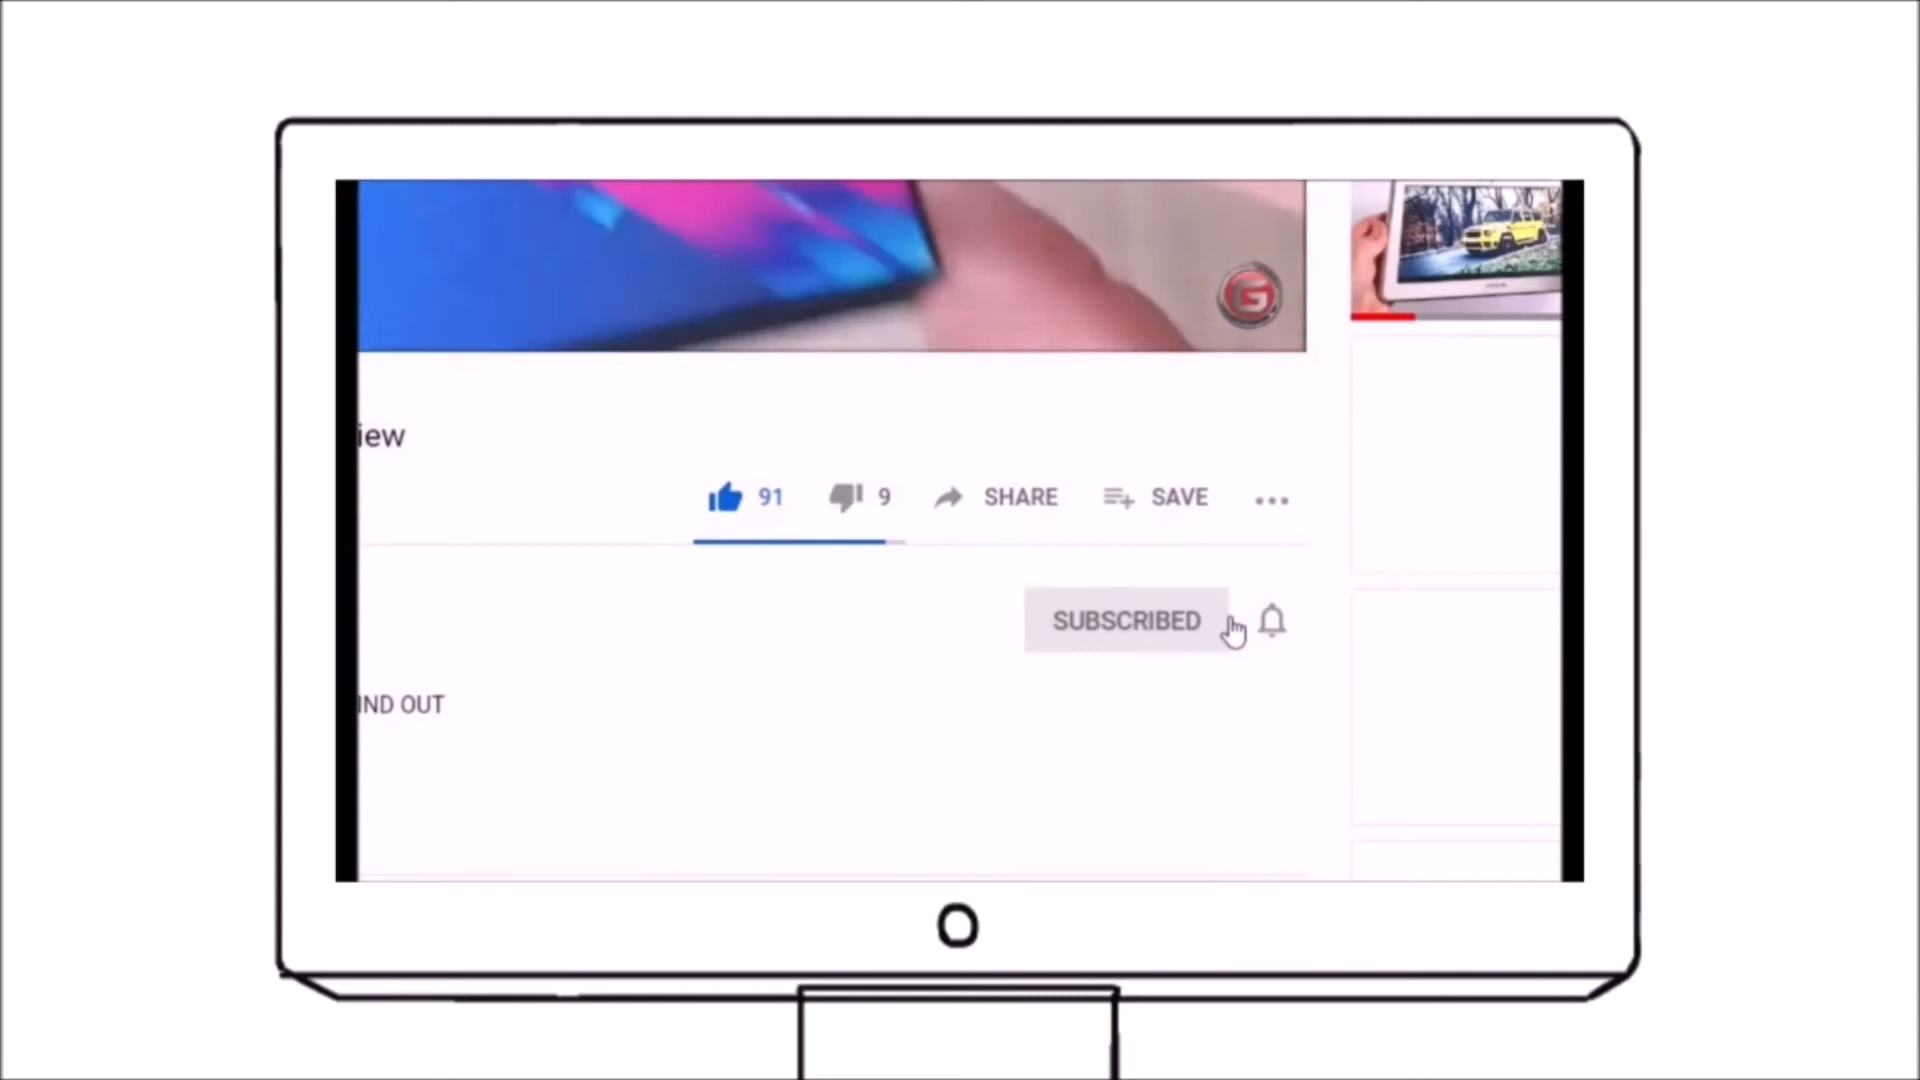 G
iew
91 9 SHARE SAVE
SUBSCRIBED
IND OUT